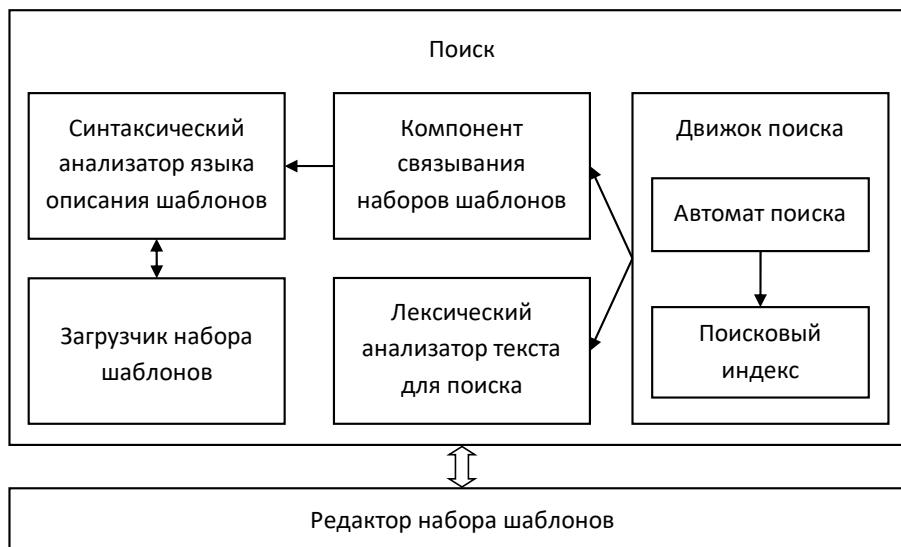 Поиск
Синтаксический
анализатор языка
описания шаблонов
Компонент
связывания
наборов шаблонов
Движок поиска
Автомат поиска
Поисковый
индекс
Загрузчик набора
шаблонов
Лексический
анализатор текста
для поиска
Редактор набора шаблонов